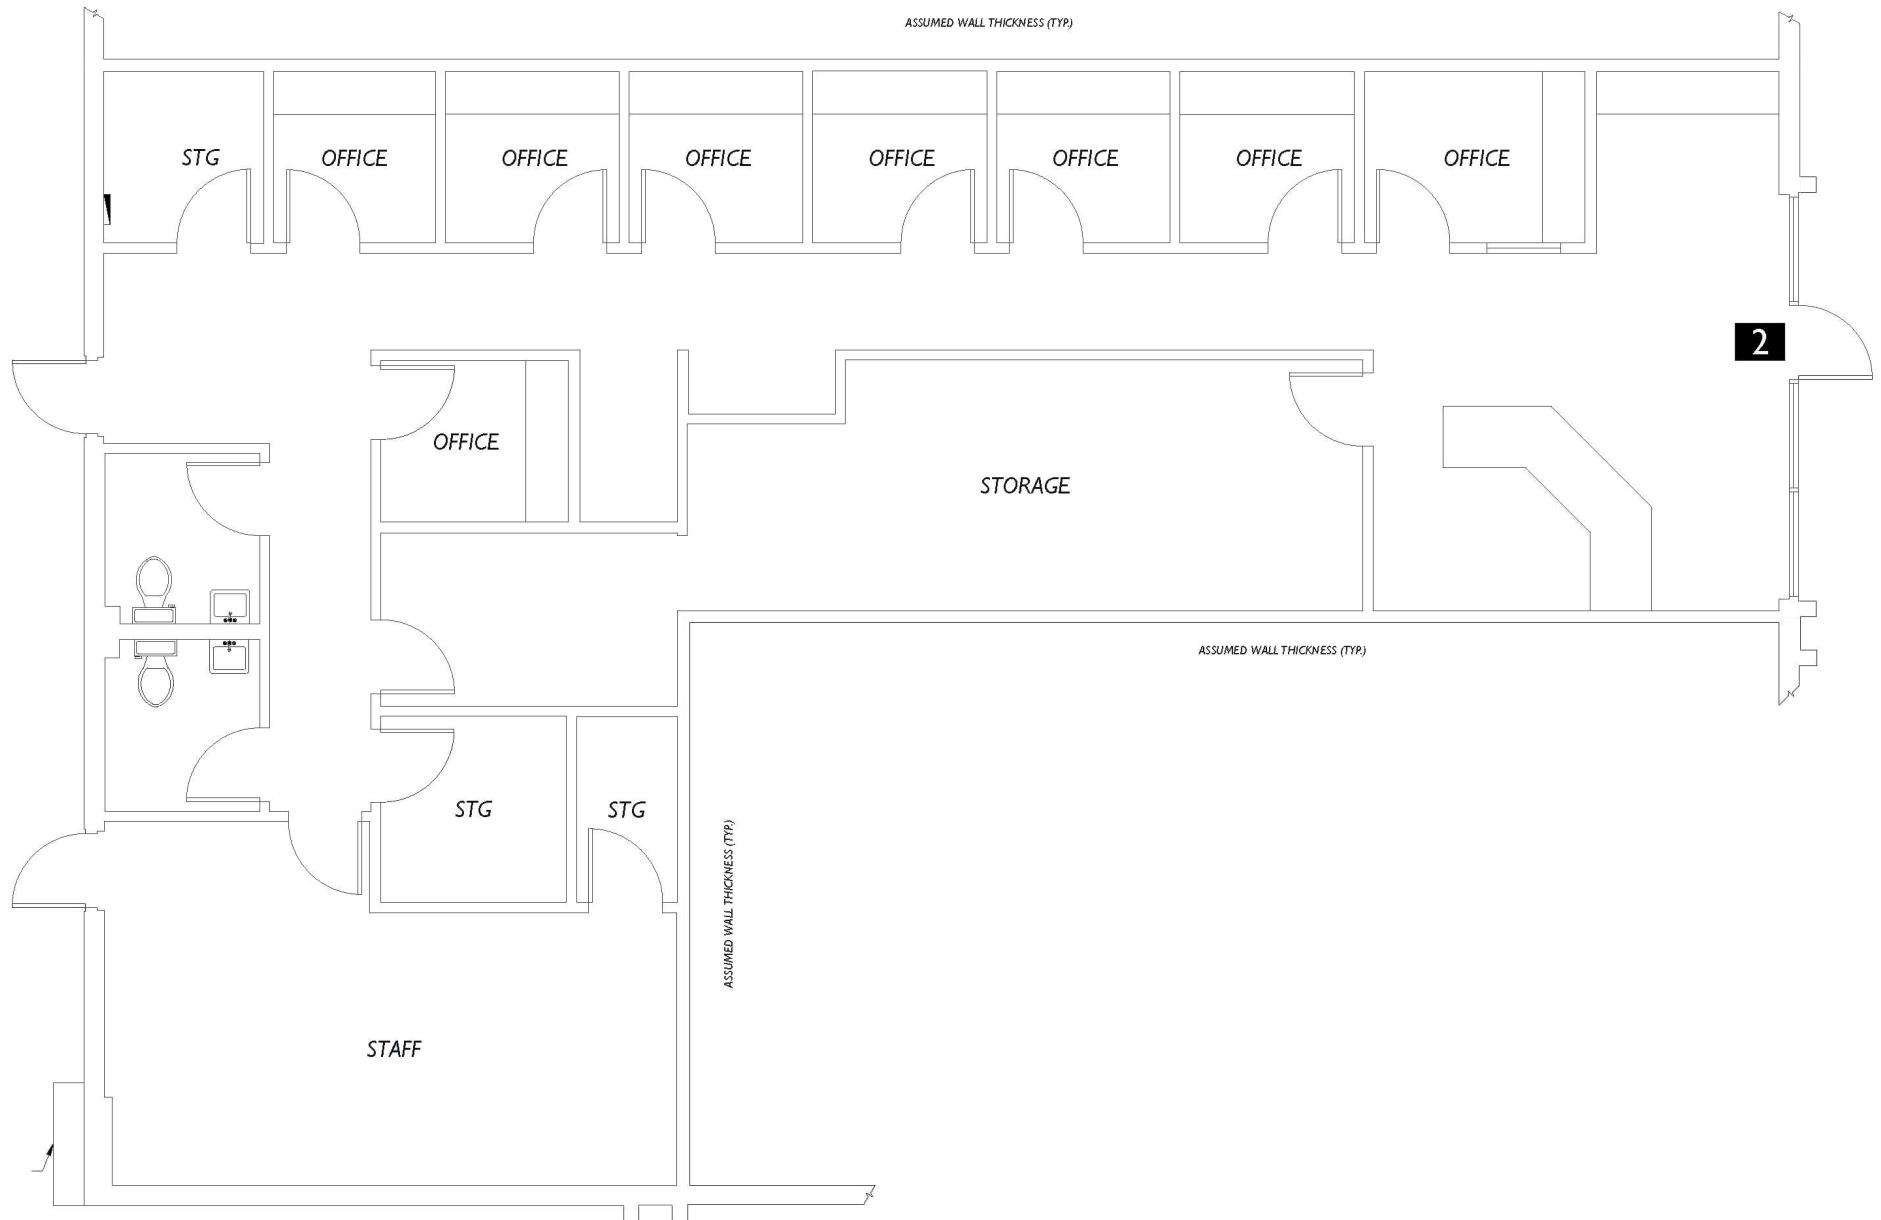 ASSUMED WALL THICKNESS (TYP.)
STG
OFFICE
OFFICE
OFFICE
OFFICE
OFFICE
OFFICE
OFFICE
2
OFFICE
STORAGE
ASSUMED WALL THICKNESS (TYP.)
STG
STG
ASSUMED WALL THICKNESS (TYP.)
STAFF